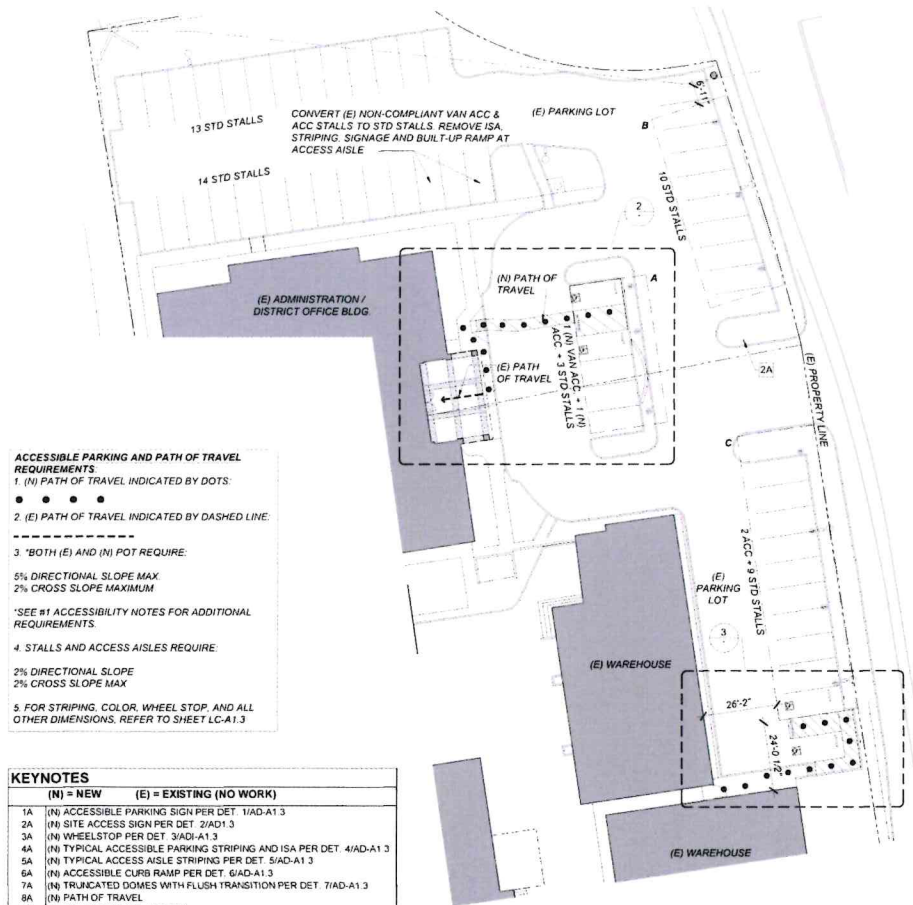 13 STD STALLS
14 STD STALLS
CONVERT (E) NON-COMPLIANT VAN ACC &
ACC STALLS TO STD STALLS. REMOVE ISA,
STRIPING, SIGNAGE AND BUILT-UP RAMP AT
ACCESS AISLE
(E) PARKING LOT
6'-11"
B
10 STD STALLS
2
(E) ADMINISTRATION /
DISTRICT OFFICE BLDG.
(N) PATH OF
TRAVEL
A
1 (N) VAN ACC. + 1 (N)
ACC + 3 STD STALLS
(E) PATH
OF TRAVEL
2A
(E) PROPERTY LINE
C
2 ACC + 9 STD STALLS
(E)
PARKING
LOT
3
(E) WAREHOUSE
26'-2"
24'-0 1/2"
(E) WAREHOUSE
ACCESSIBLE PARKING AND PATH OF TRAVEL
REQUIREMENTS:
1. (N) PATH OF TRAVEL INDICATED BY DOTS:
2. (E) PATH OF TRAVEL INDICATED BY DASHED LINE:
3. *BOTH (E) AND (N) POT REQUIRE:
5% DIRECTIONAL SLOPE MAX.
2% CROSS SLOPE MAXIMUM
*SEE #1 ACCESSIBILITY NOTES FOR ADDITIONAL
REQUIREMENTS.
4. STALLS AND ACCESS AISLES REQUIRE:
2% DIRECTIONAL SLOPE
2% CROSS SLOPE MAX
5. FOR STRIPING, COLOR, WHEEL STOP, AND ALL
OTHER DIMENSIONS, REFER TO SHEET LC-A1.3
KEYNOTES
(N) = NEW (E) = EXISTING (NO WORK)
1A (N) ACCESSIBLE PARKING SIGN PER DET. 1/AD-A1.3
2A (N) SITE ACCESS SIGN PER DET. 2/AD1.3
3A (N) WHEELSTOP PER DET. 3/ADI-A1.3
4A (N) TYPICAL ACCESSIBLE PARKING STRIPING AND ISA PER DET. 4/AD-A1.3
5A (N) TYPICAL ACCESS AISLE STRIPING PER DET. 5/AD-A1.3
6A (N) ACCESSIBLE CURB RAMP PER DET. 6/AD-A1.3
7A (N) TRUNCATED DOMES WITH FLUSH TRANSITION PER DET. 7/AD-A1.3
8A (N) PATH OF TRAVEL